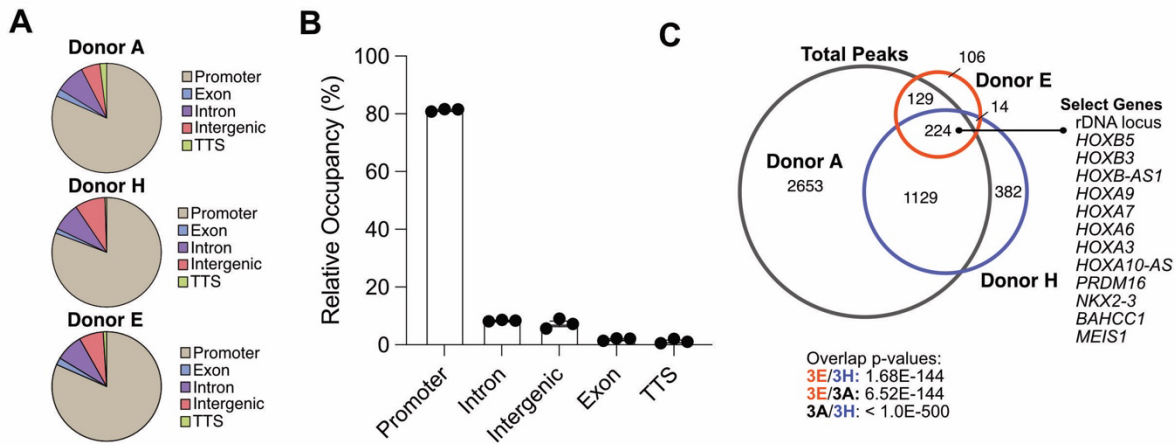 A
Donor A
Promoter
Exon
Intron
Intergenic
TTS
Donor H
Promoter
Exon
Intron
Intergenic
TTS
Donor E
Promoter
Exon
Intron
Intergenic
TTS
B
Relative Occupancy (%)
100
80
60
40
20
0
Promoter
Intron
Intergenic
Exon
TTS
C
Total Peaks
106
Donor E
129
14
224
Donor A
2653
1129
382
Donor H
Select Genes
rDNA locus
HOXB5
HOXB3
HOXB-AS1
HOXA9
HOXA7
HOXA6
HOXA3
HOXA10-AS
PRDM16
NKX2-3
BAHCC1
MEIS1
Overlap p-values:
3E/3H: 1.68E-144
3E/3A: 6.52E-144
3A/3H: < 1.0E-500